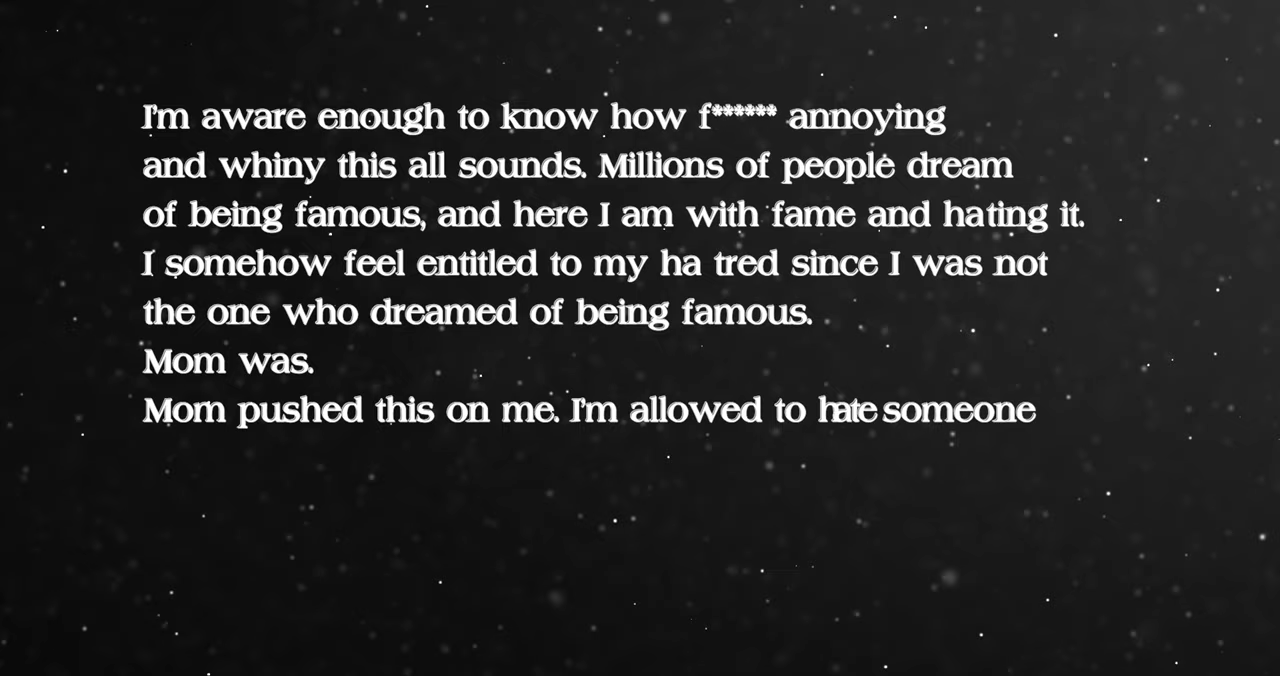 I'm aware enough to know how f****** annoying
and whiny this all sounds. Millions of people dream
of being famous, and here I am with fame and hating it.
I somehow feel entitled to my ha tred since I was not
the one who dreamed of being famous.
Mom was.
Mom pushed this on me. I'm allowed to hate someone